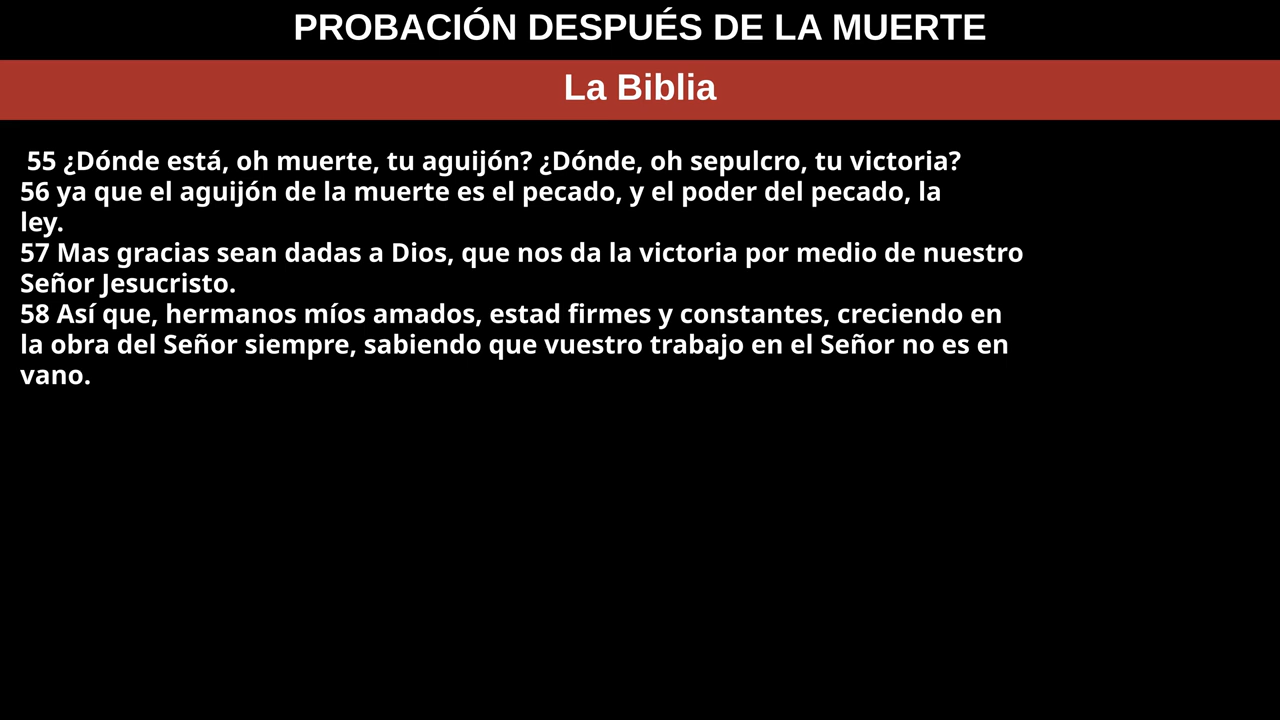 PROBACIÓN DESPUÉS DE LA MUERTE
La Biblia
55 ¿Dónde está, oh muerte, tu aguijón? ¿Dónde, oh sepulcro, tu victoria?
56 ya que el aguijón de la muerte es el pecado, y el poder del pecado, la
ley.
57 Mas gracias sean dadas a Dios, que nos da la victoria por medio de nuestro
Señor Jesucristo.
58 Así que, hermanos míos amados, estad firmes y constantes, creciendo en
la obra del Señor siempre, sabiendo que vuestro trabajo en el Señor no es en
vano.